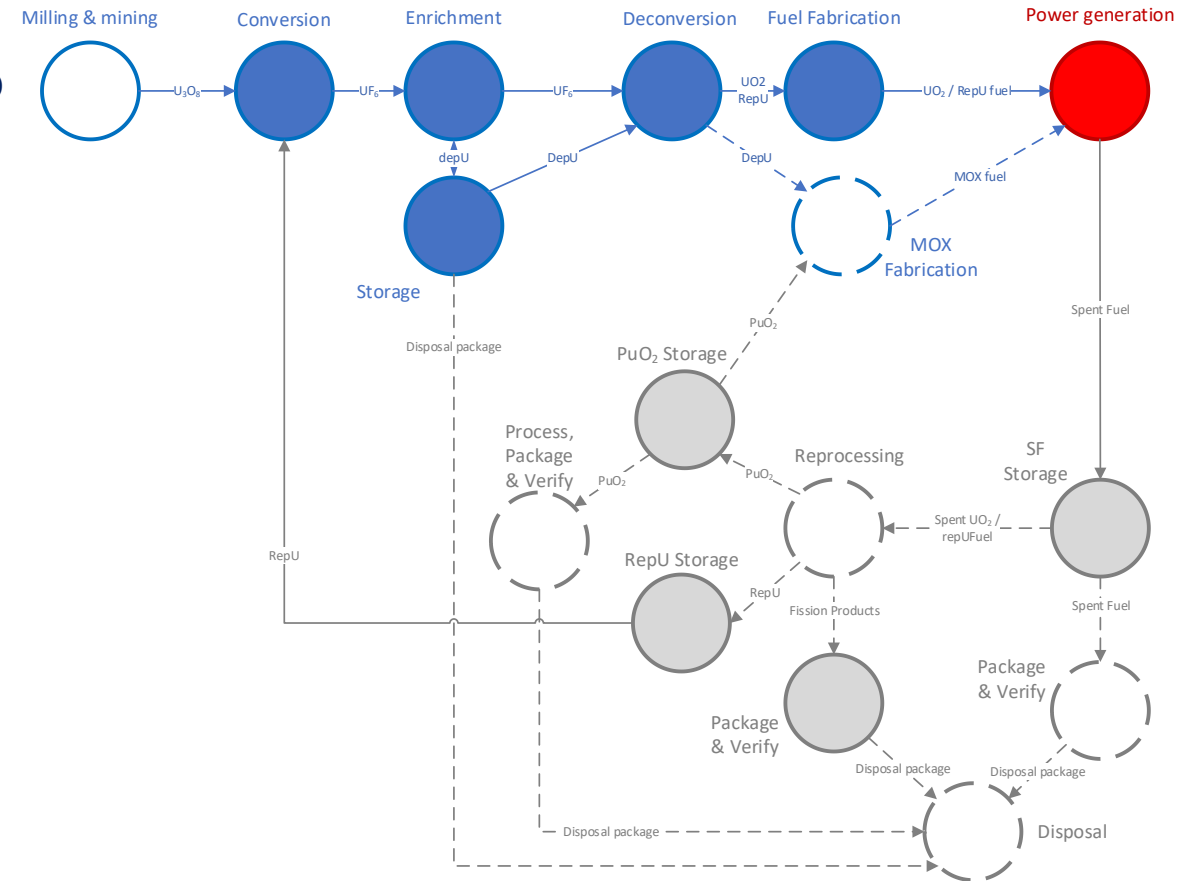 Milling & mining
Conversion
Enrichment
Deconversion
Fuel Fabrication
Power generation
U₃O₈
UF₆
UF₆
UO2
RepU
UO₂ / RepU fuel
depU
DepU
DepU
MOX fuel
MOX
Fabrication
Storage
Spent Fuel
PuO₂
Disposal package
PuO₂ Storage
Process,
Package
& Verify
Reprocessing
SF
Storage
PuO₂
PuO₂
Spent UO₂ /
repUFuel
RepU
RepU Storage
RepU
Fission Products
Spent Fuel
Package
& Verify
Package
& Verify
Disposal package
Disposal package
Disposal package
Disposal